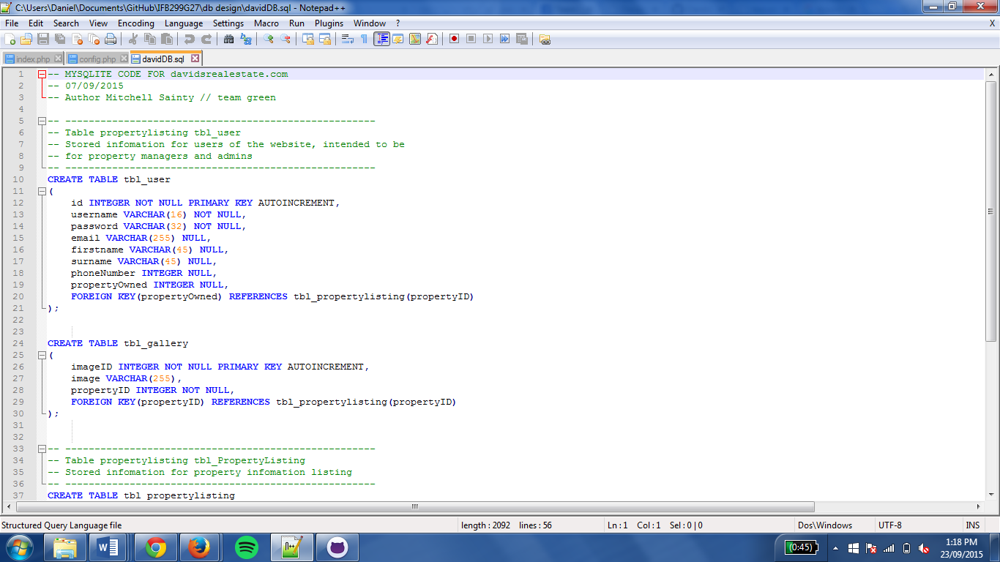 C:\Users\Daniel\Documents\GitHub\IFB299G27\db design\davidDB.sql - Notepad++
File Edit Search View Encoding Language Settings Macro Run Plugins Window ? X
index.php config.php davidDB.sql
1 -- MYSQLITE CODE FOR davidsrealestate.com
2 -- 07/09/2015
3 -- Author Mitchell Sainty // team green
4
5 -- -----------------------------------------------------
6 -- Table propertylisting tbl_user
7 -- Stored infomation for users of the website, intended to be
8 -- for property managers and admins
9 -- -----------------------------------------------------
10 CREATE TABLE tbl_user
11 (
12 id INTEGER NOT NULL PRIMARY KEY AUTOINCREMENT,
13 username VARCHAR(16) NOT NULL,
14 password VARCHAR(32) NOT NULL,
15 email VARCHAR(255) NULL,
16 firstname VARCHAR(45) NULL,
17 surname VARCHAR(45) NULL,
18 phoneNumber INTEGER NULL,
19 propertyOwned INTEGER NULL,
20 FOREIGN KEY(propertyOwned) REFERENCES tbl_propertylisting(propertyID)
21 );
22
23
24 CREATE TABLE tbl_gallery
25 (
26 imageID INTEGER NOT NULL PRIMARY KEY AUTOINCREMENT,
27 image VARCHAR(255),
28 propertyID INTEGER NOT NULL,
29 FOREIGN KEY(propertyID) REFERENCES tbl_propertylisting(propertyID)
30 );
31
32
33 -- -----------------------------------------------------
34 -- Table propertylisting tbl_PropertyListing
35 -- Stored infomation for property infomation listing
36 -- -----------------------------------------------------
37 CREATE TABLE tbl_propertylisting
Structured Query Language file length : 2092 lines : 56 Ln : 1 Col : 1 Sel : 0 | 0 Dos\Windows UTF-8 INS
(0:45) 1:18 PM
23/09/2015